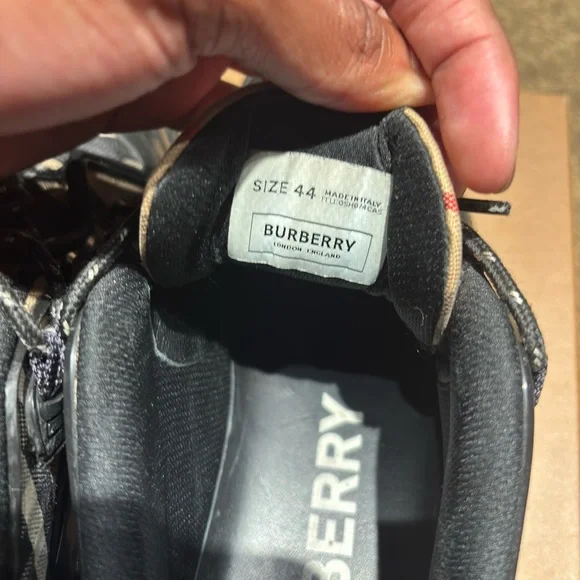 SIZE 44
MADE IN ITALY
BURBERRY
LONDON ENGLAND
BERRY